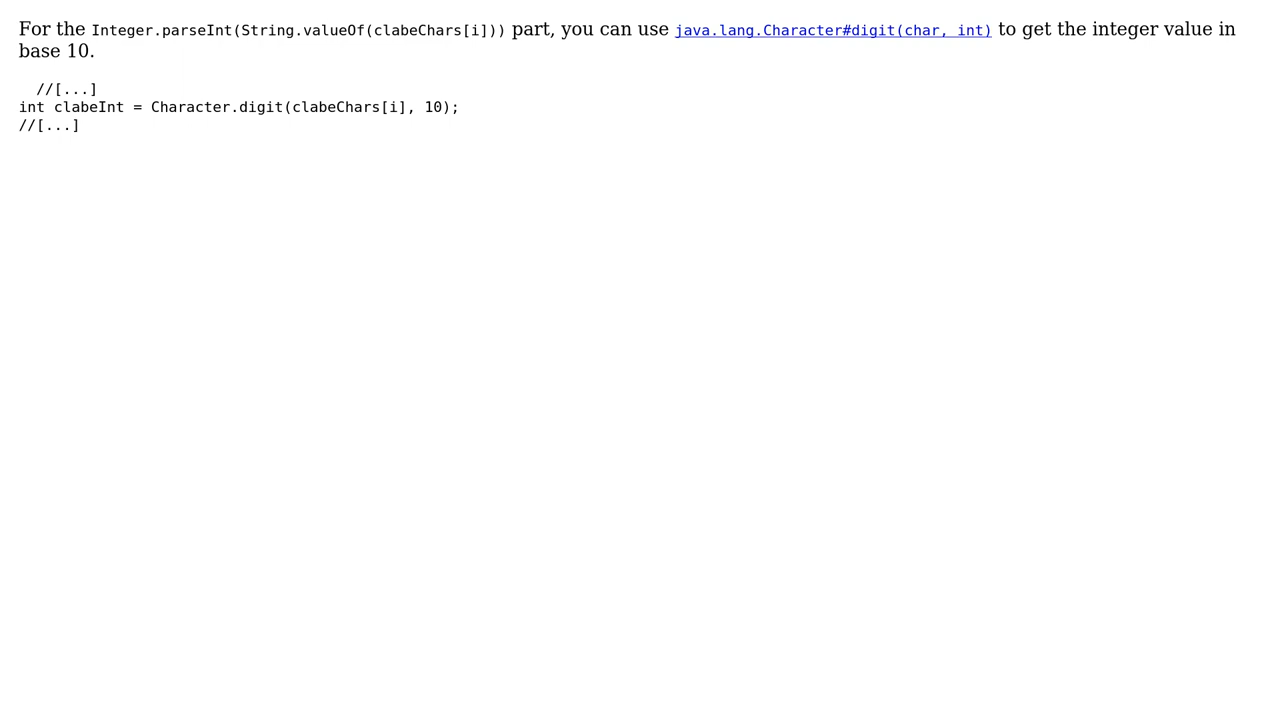 For the Integer.parseInt(String.valueOf(clabeChars[i])) part, you can use java.lang.Character#digit(char, int) to get the integer value in
base 10.
//[...]
int clabeInt = Character.digit(clabeChars[i], 10);
//[...]